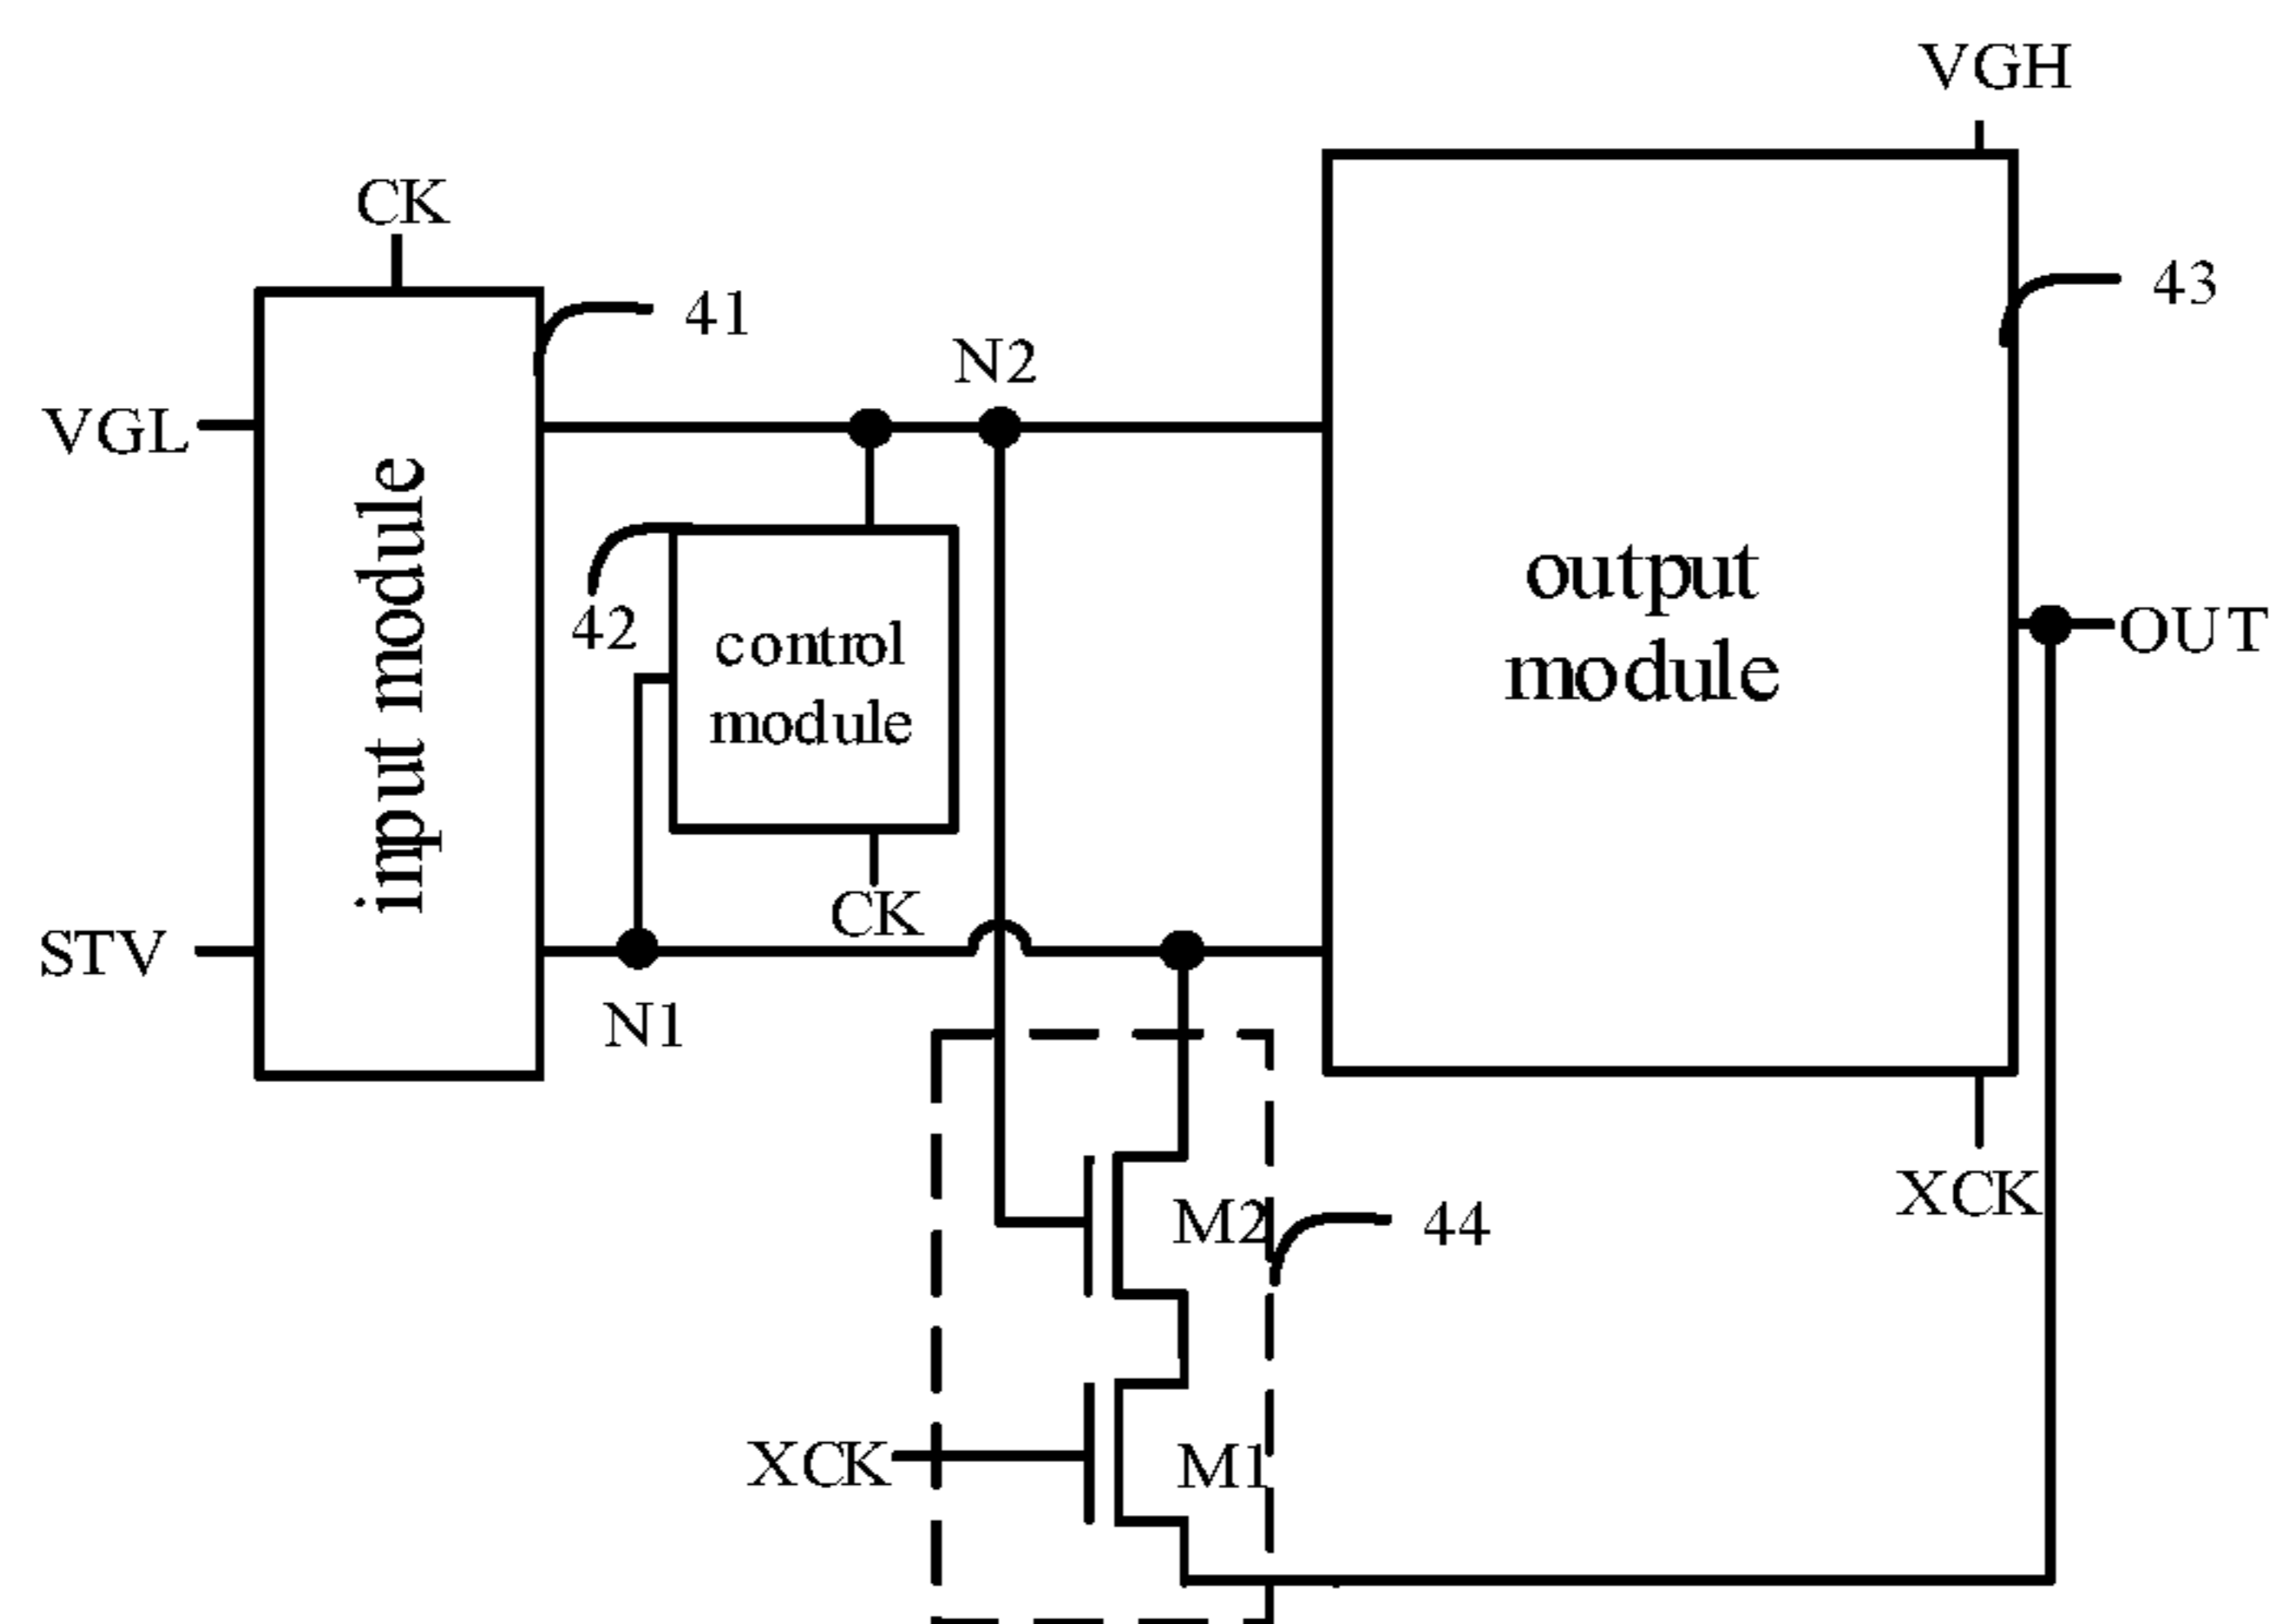 VGH
CK
43
41
N2
VGL
input module
output
module
42
control
module
OUT
CK
STV
N1
XCK
M2
44
XCK
M1